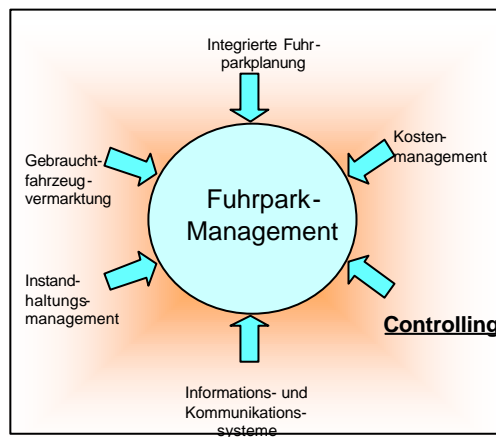 Integrierte Fuhr-
parkplanung
Kosten-
management
Gebraucht-
fahrzeug-
vermarktung
Fuhrpark-
Management
Instand-
haltungs-
management
Controlling
Informations- und
Kommunikations-
systeme